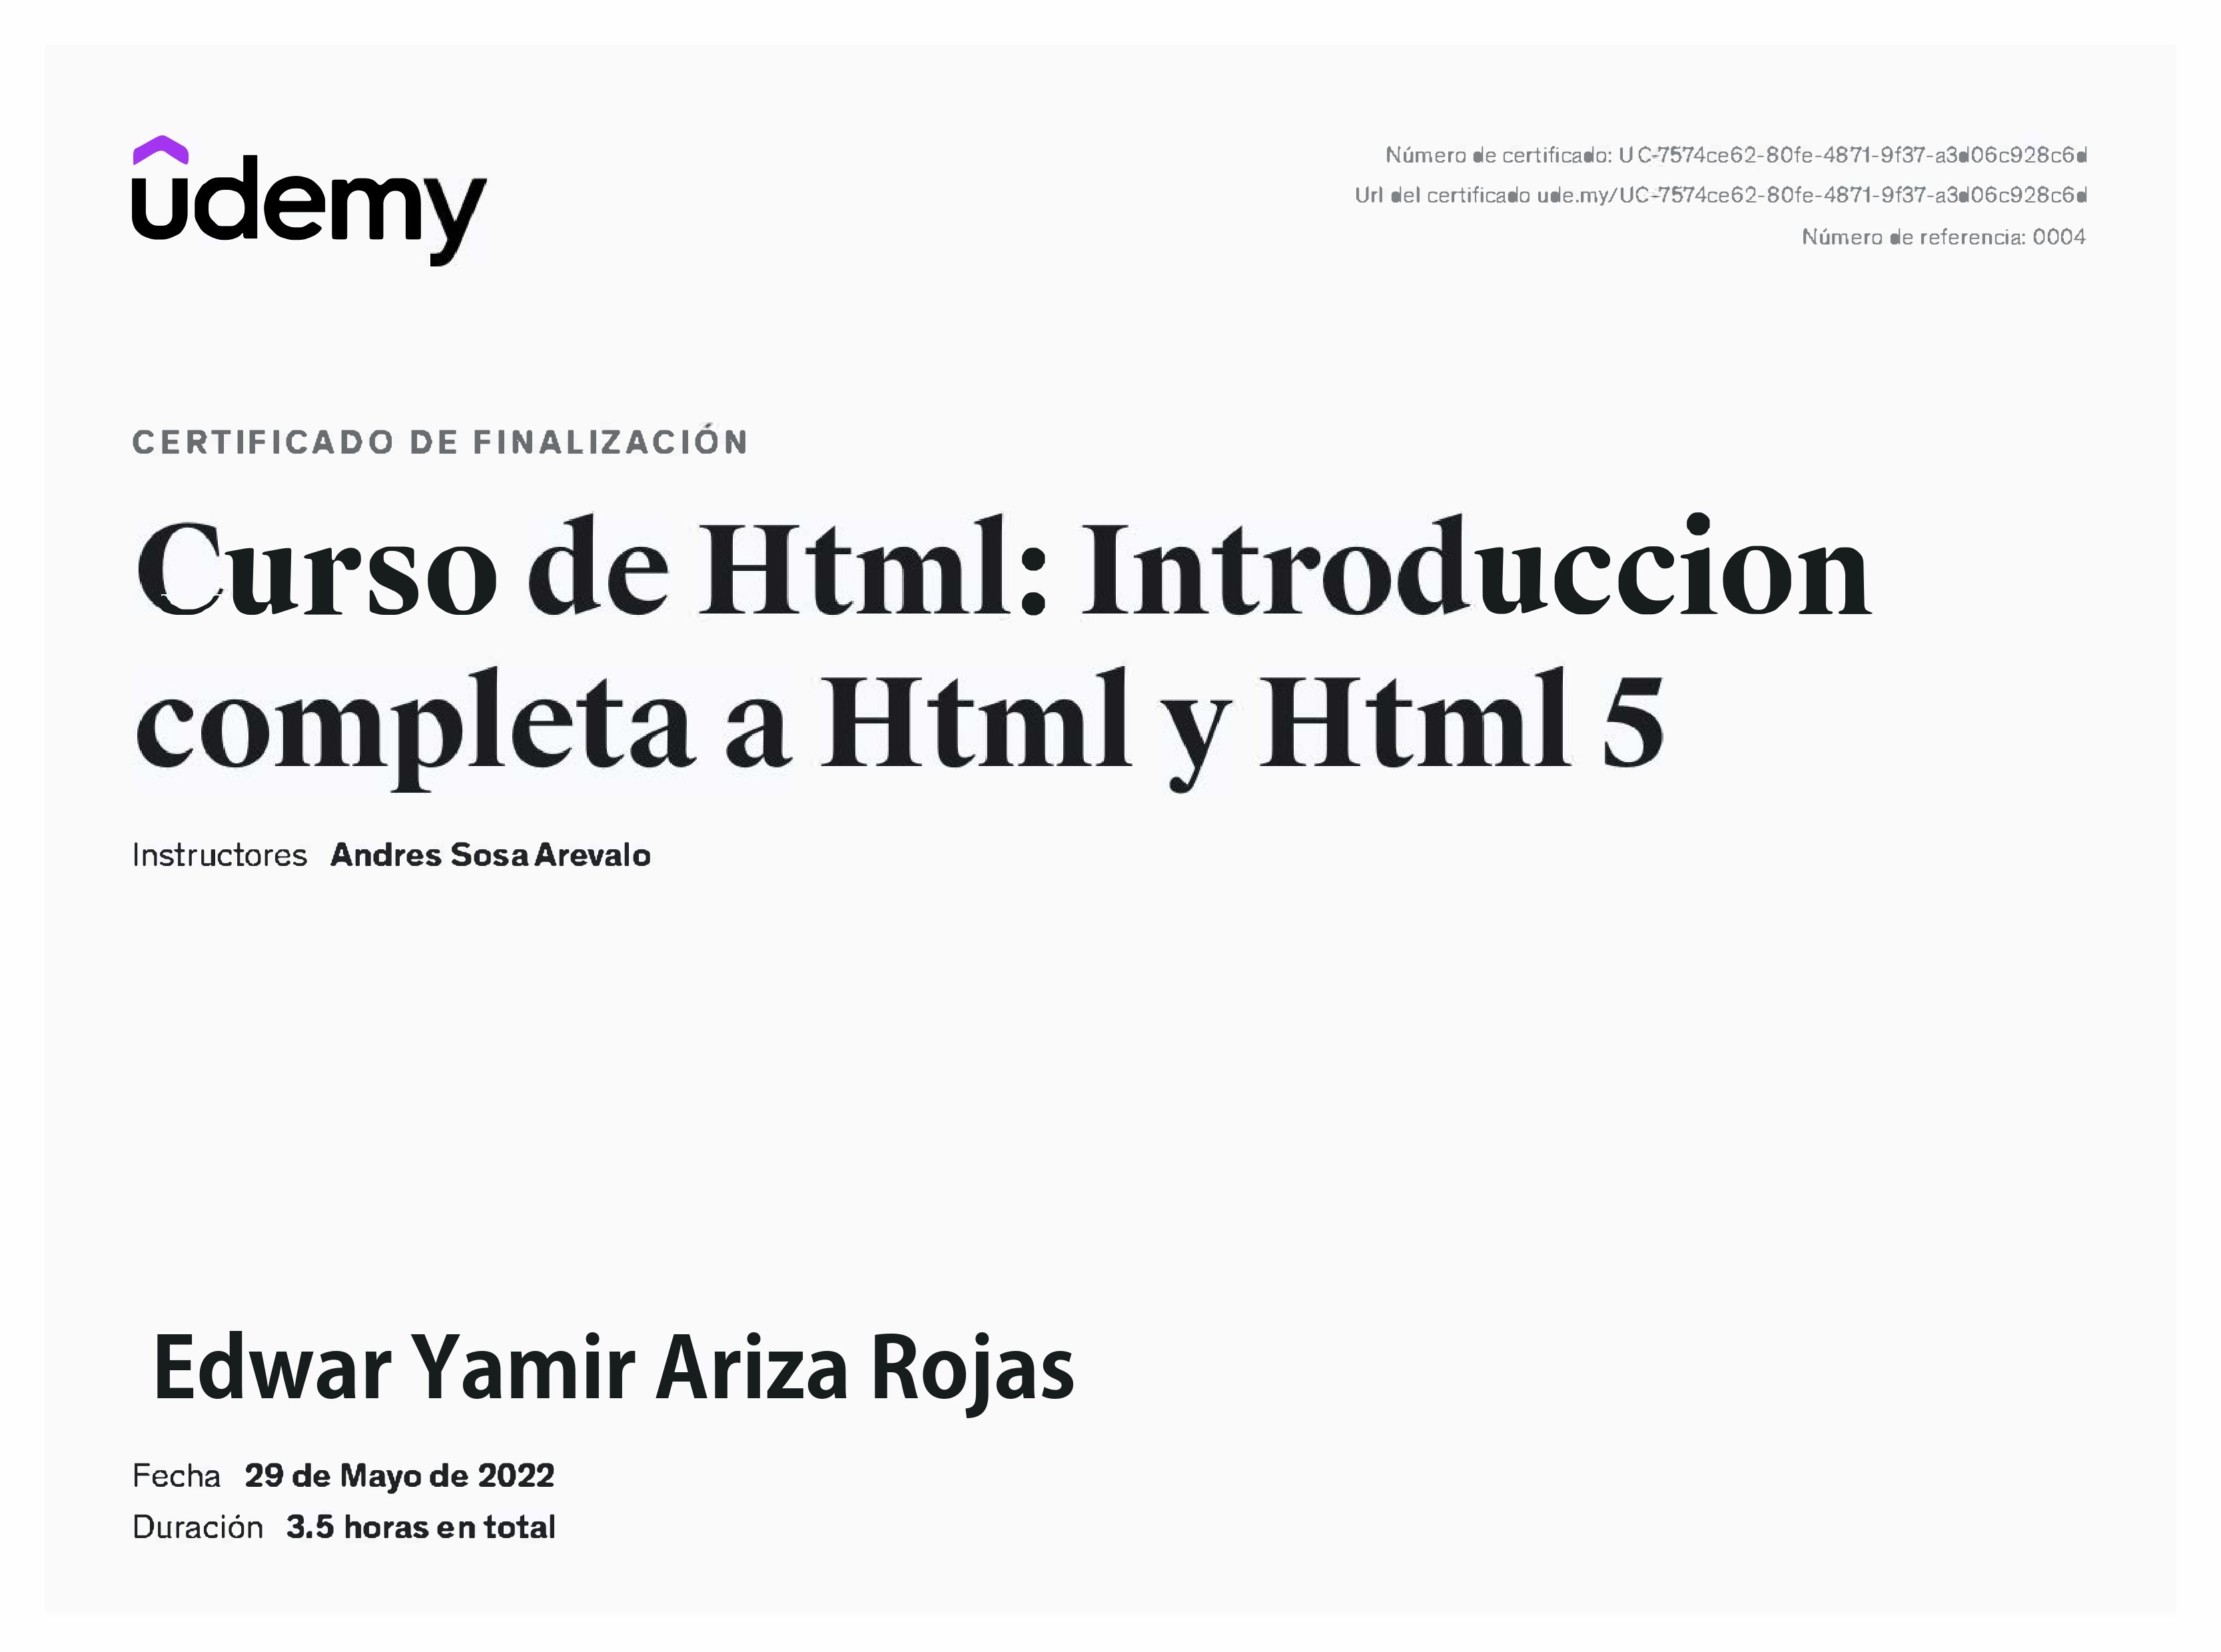 udemy
Número de certificado: UC-7574ce62-80fe-4871-9f37-a3d06c928c6d
Url del certificado ude.my/UC-7574ce62-80fe-4871-9f37-a3d06c928c6d
Número de referencia: 0004
CERTIFICADO DE FINALIZACIÓN
Curso de Html: Introduccion
completa a Html y Html 5
Instructores Andres Sosa Arevalo
Edwar Yamir Ariza Rojas
Fecha 29 de Mayo de 2022
Duración 3.5 horas en total